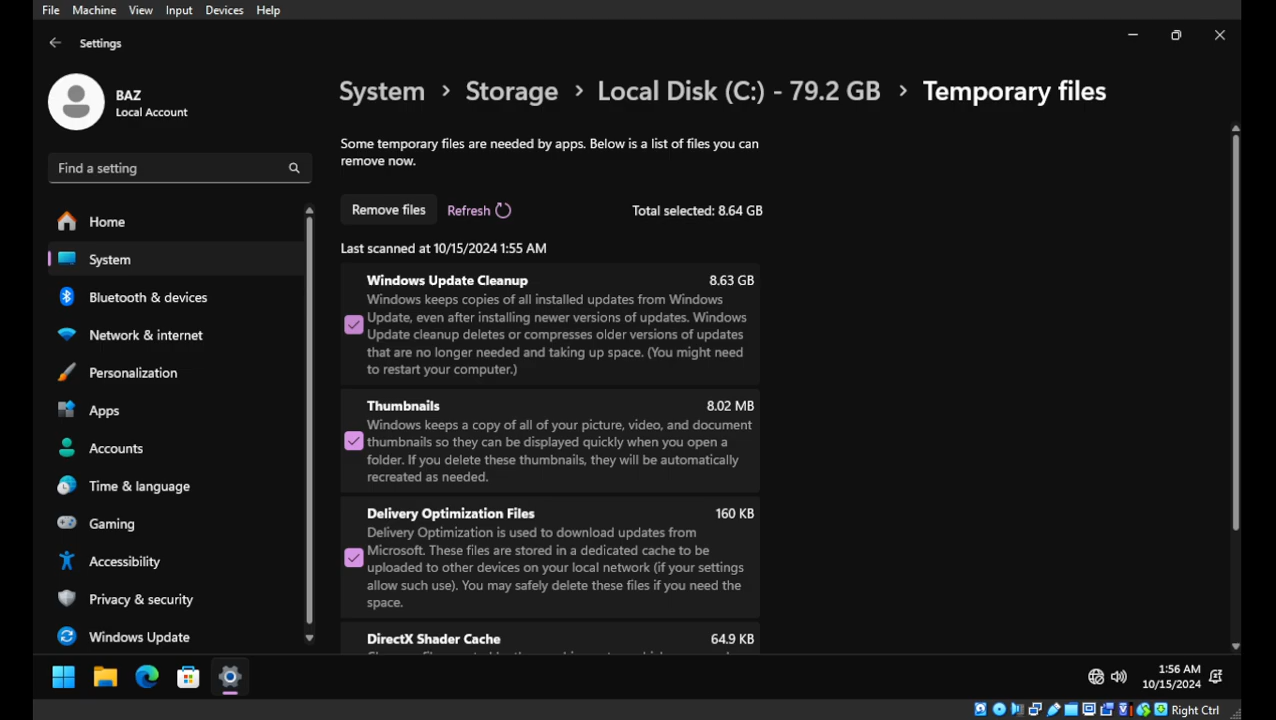 File Machine View Input Devices Help
Settings
BAZ
Local Account
Find a setting
Home
System
Bluetooth & devices
Network & internet
Personalization
Apps
Accounts
Time & language
Gaming
Accessibility
Privacy & security
Windows Update
System > Storage > Local Disk (C:) - 79.2 GB > Temporary files
Some temporary files are needed by apps. Below is a list of files you can
remove now.
Remove files Refresh Total selected: 8.64 GB
Last scanned at 10/15/2024 1:55 AM
Windows Update Cleanup 8.63 GB
Windows keeps copies of all installed updates from Windows
Update, even after installing newer versions of updates. Windows
Update cleanup deletes or compresses older versions of updates
that are no longer needed and taking up space. (You might need
to restart your computer.)
Thumbnails 8.02 MB
Windows keeps a copy of all of your picture, video, and document
thumbnails so they can be displayed quickly when you open a
folder. If you delete these thumbnails, they will be automatically
recreated as needed.
Delivery Optimization Files 160 KB
Delivery Optimization is used to download updates from
Microsoft. These files are stored in a dedicated cache to be
uploaded to other devices on your local network (if your settings
allow such use). You may safely delete these files if you need the
space.
DirectX Shader Cache 64.9 KB
1:56 AM
10/15/2024
Right Ctrl